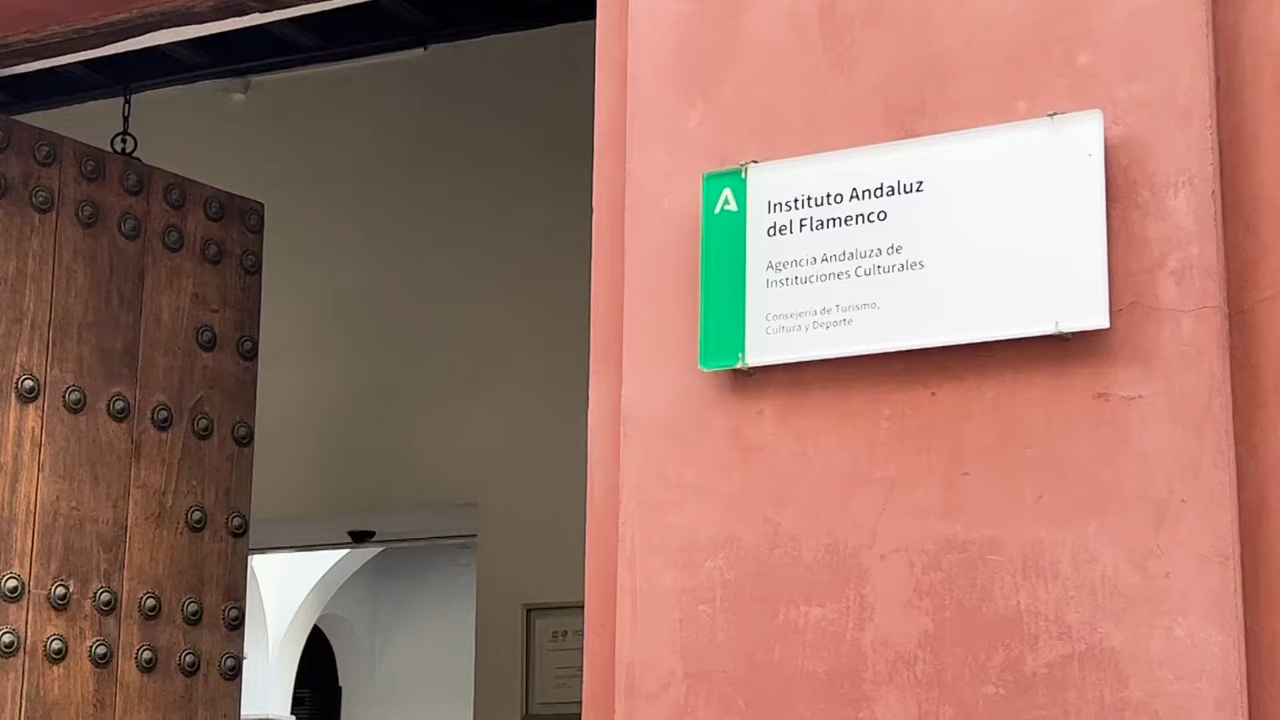 A
Instituto Andaluz
del Flamenco
Agencia Andaluza de
Instituciones Culturales
Consejería de Turismo,
Cultura y Deporte